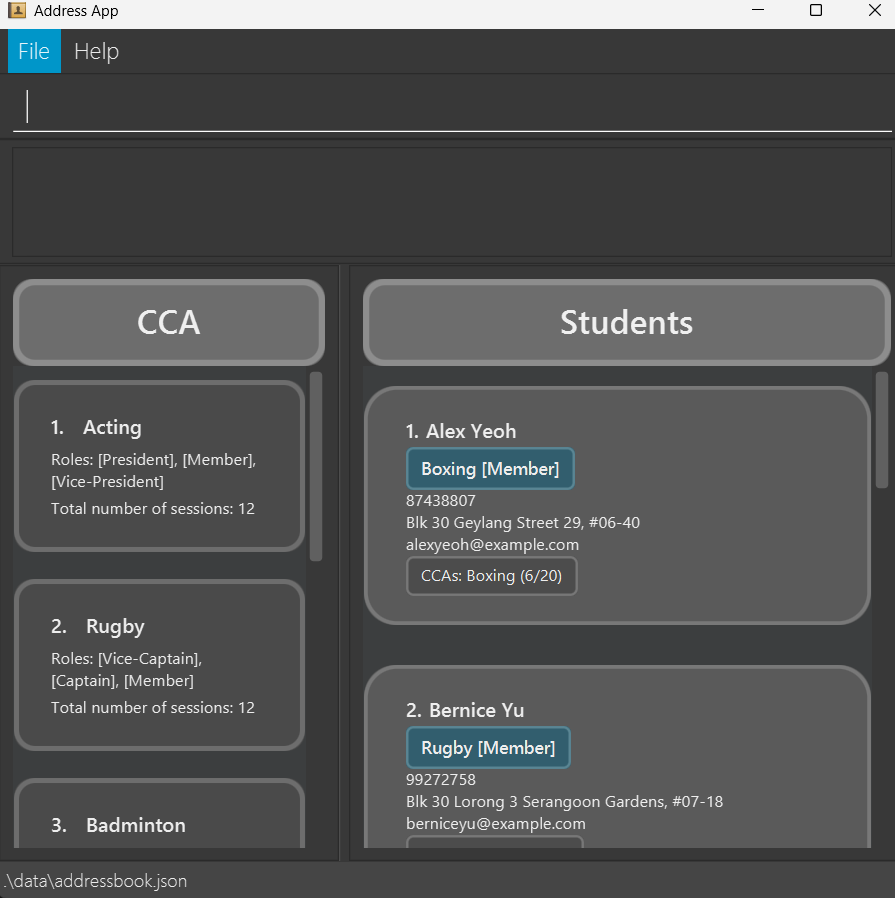 Address App
File Help
CCA
1. Acting
Roles: [President], [Member],
[Vice-President]
Total number of sessions: 12
2. Rugby
Roles: [Vice-Captain],
[Captain], [Member]
Total number of sessions: 12
3. Badminton
Students
1. Alex Yeoh
Boxing [Member]
87438807
Blk 30 Geylang Street 29, #06-40
alexyeoh@example.com
CCAs: Boxing (6/20)
2. Bernice Yu
Rugby [Member]
99272758
Blk 30 Lorong 3 Serangoon Gardens, #07-18
berniceyu@example.com
.\data\addressbook.json